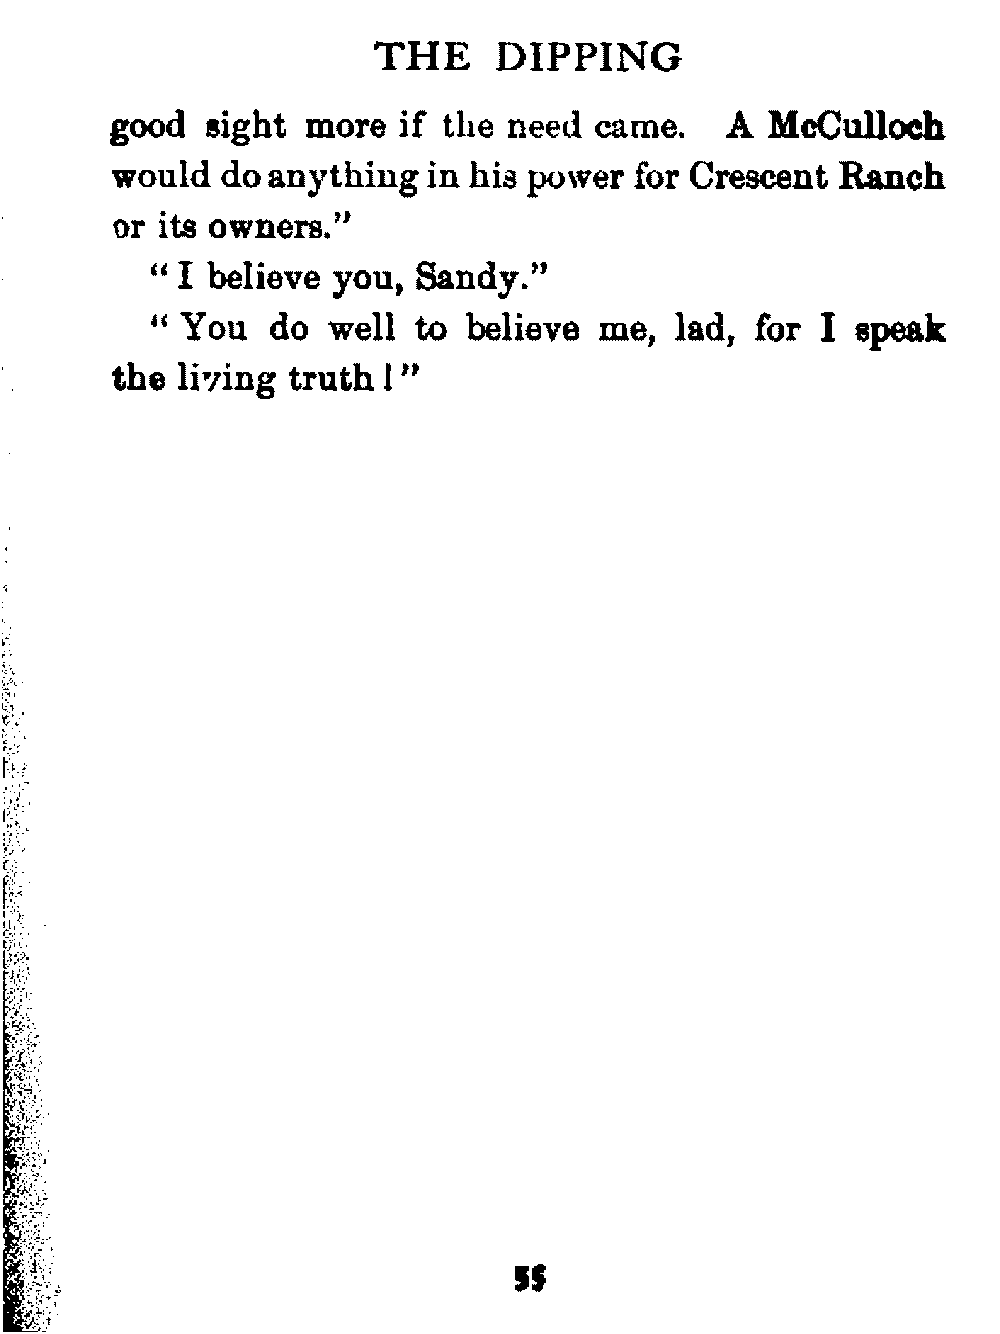 THE DIPPING
good sight more if the need came. A McCulloch
would do anything in his power for Crescent Ranch
or its owners.”
“I believe you, Sandy.”
“You do well to believe me, lad, for I speak
the living truth!”
55